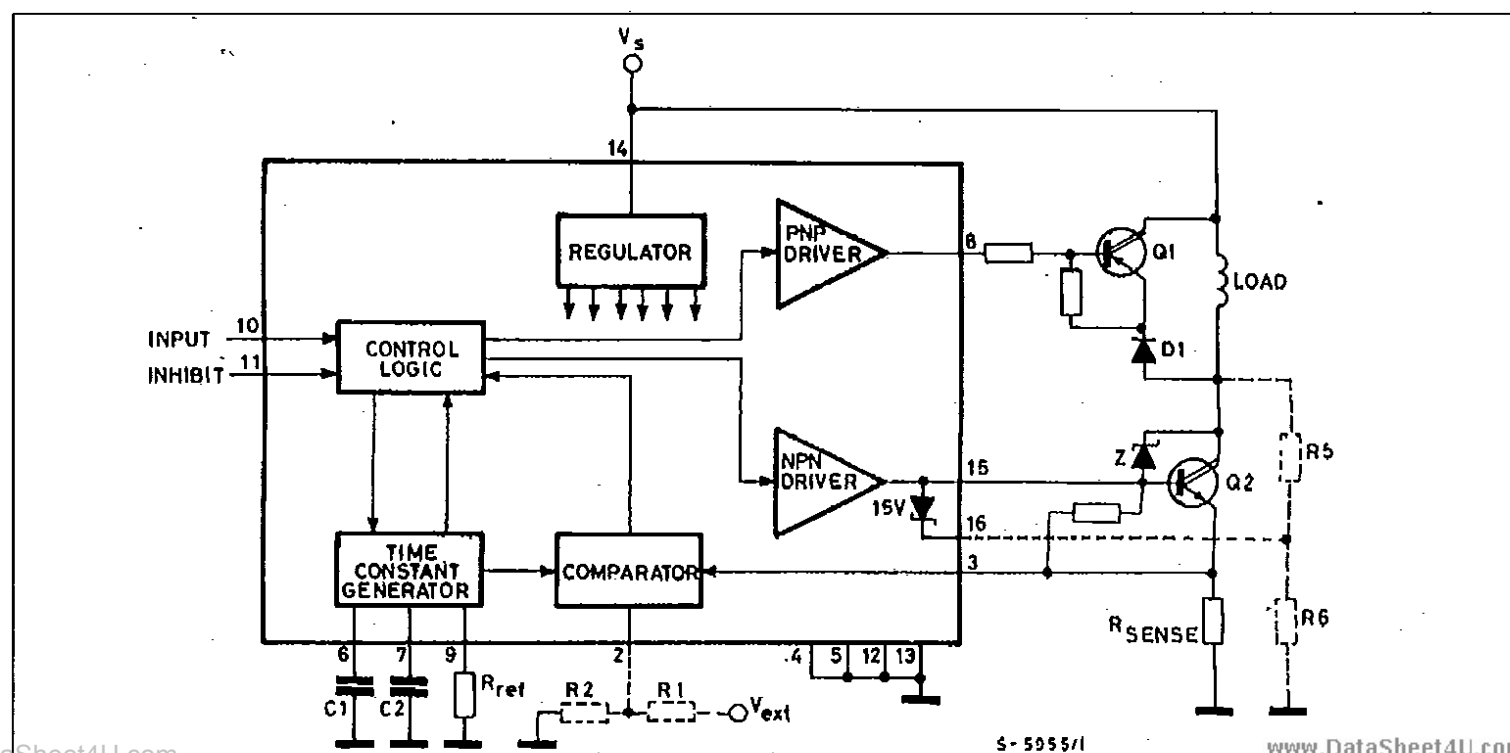 Vs
14
PNP
DRIVER
8
Q1
REGULATOR
LOAD
INPUT
10
CONTROL
LOGIC
INHIBIT
11
D1
NPN
DRIVER
15
Z
Q2
R5
15V
16
TIME
CONSTANT
GENERATOR
COMPARATOR
3
RSENSE
R6
6
7
9
2
.4
5
12
13
C1
C2
Rref
R2
R1
Vext
S-5955/1
www.DataSheet4U.com